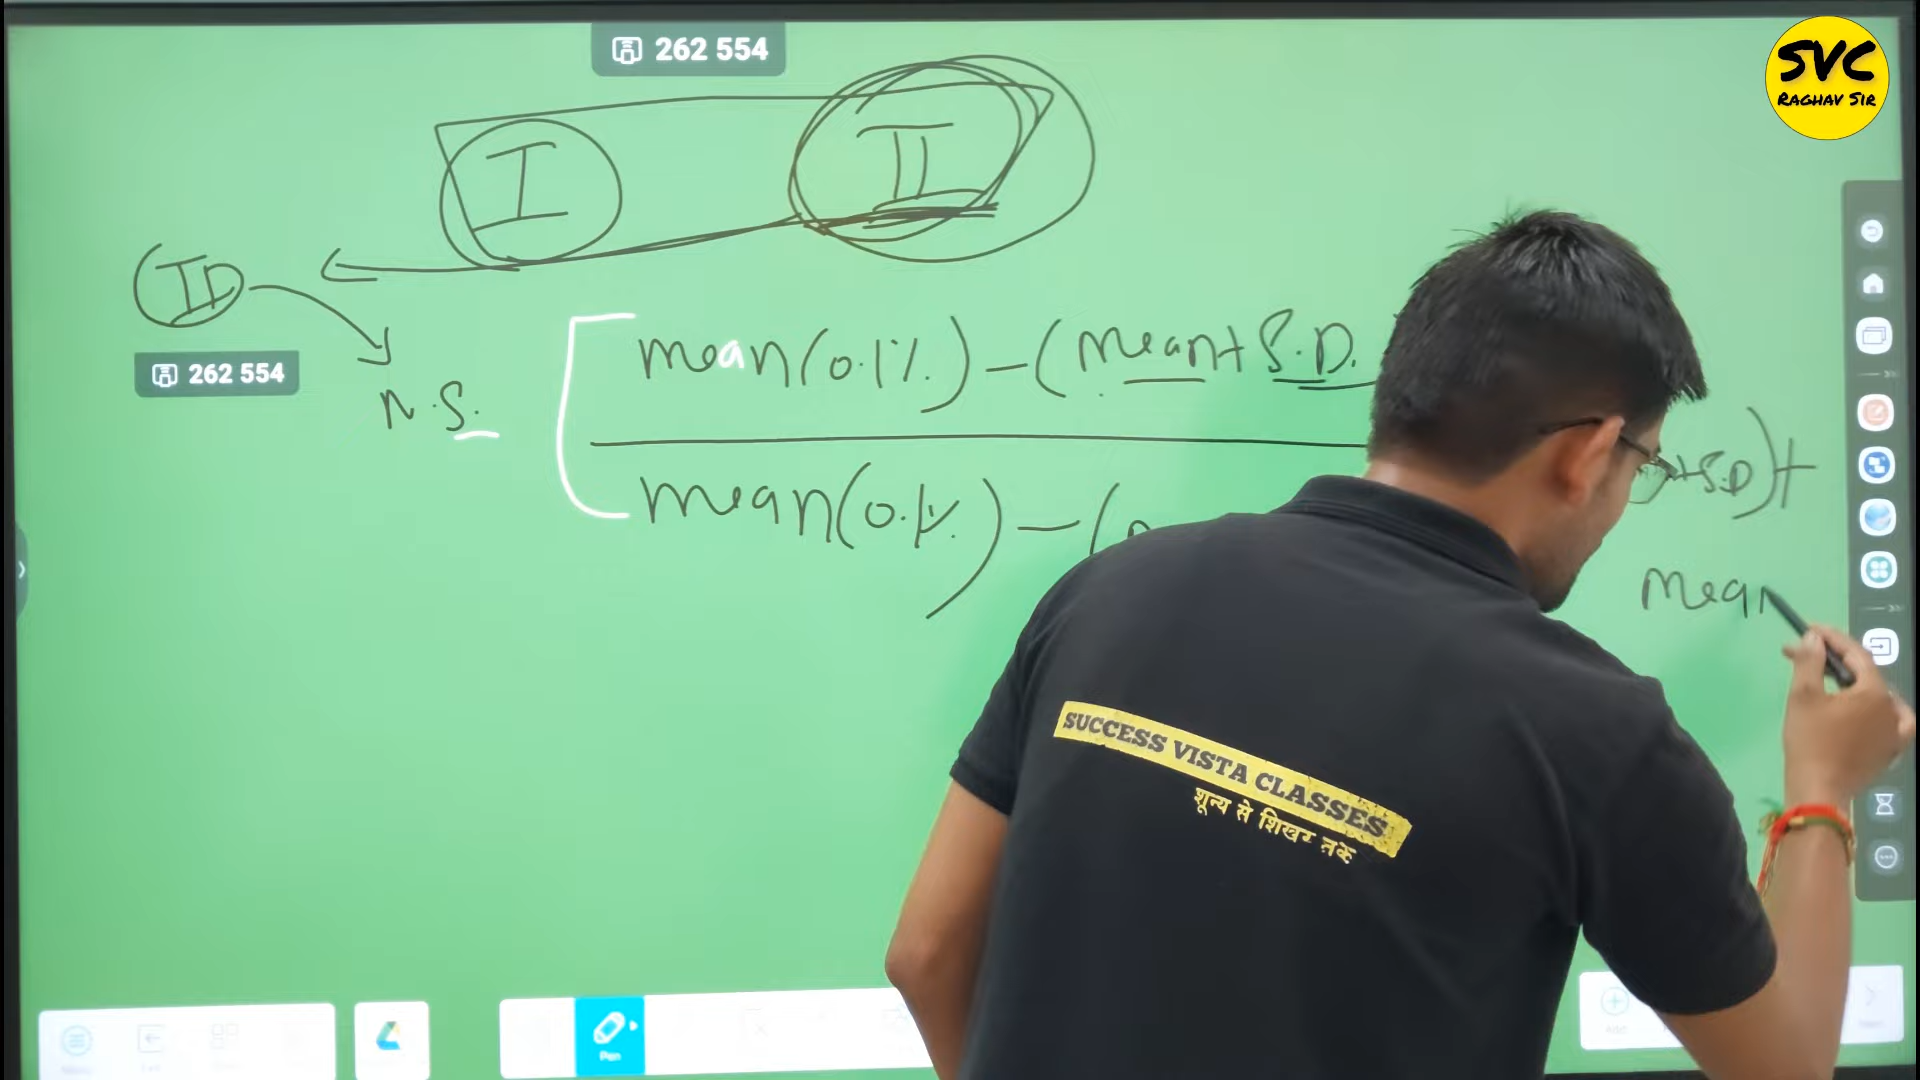 262 554
SVC
RAGHAV SIR
I
II
II
262 554
N.S.
mean(0.1%) - (mean+S.D.
+S.D)+
mean(0.1%) - (
mean
SUCCESS VISTA CLASSES
शून्य से शिखर तक
Pen